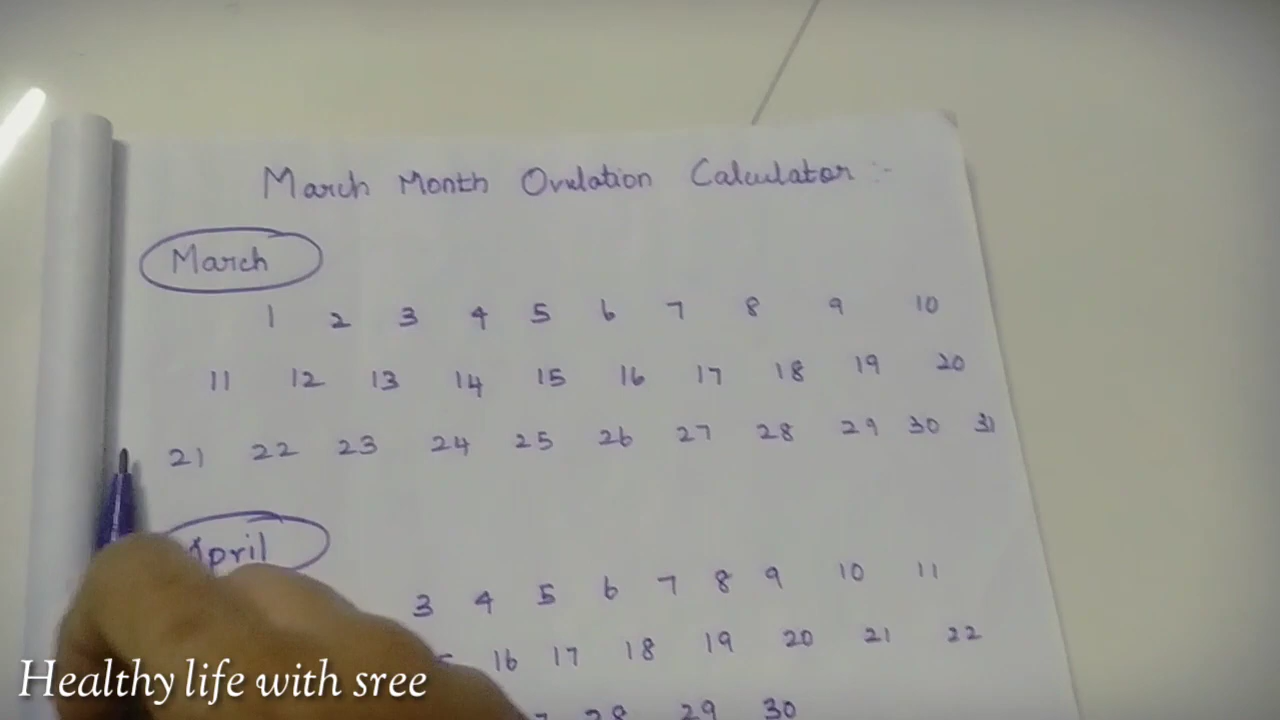 March Month Ovulation Calculator :-
March
1 2 3 4 5 6 7 8 9 10
11 12 13 14 15 16 17 18 19 20
21 22 23 24 25 26 27 28 29 30 31
April
3 4 5 6 7 8 9 10 11
16 17 18 19 20 21 22
28 29 30
Healthy life with sree